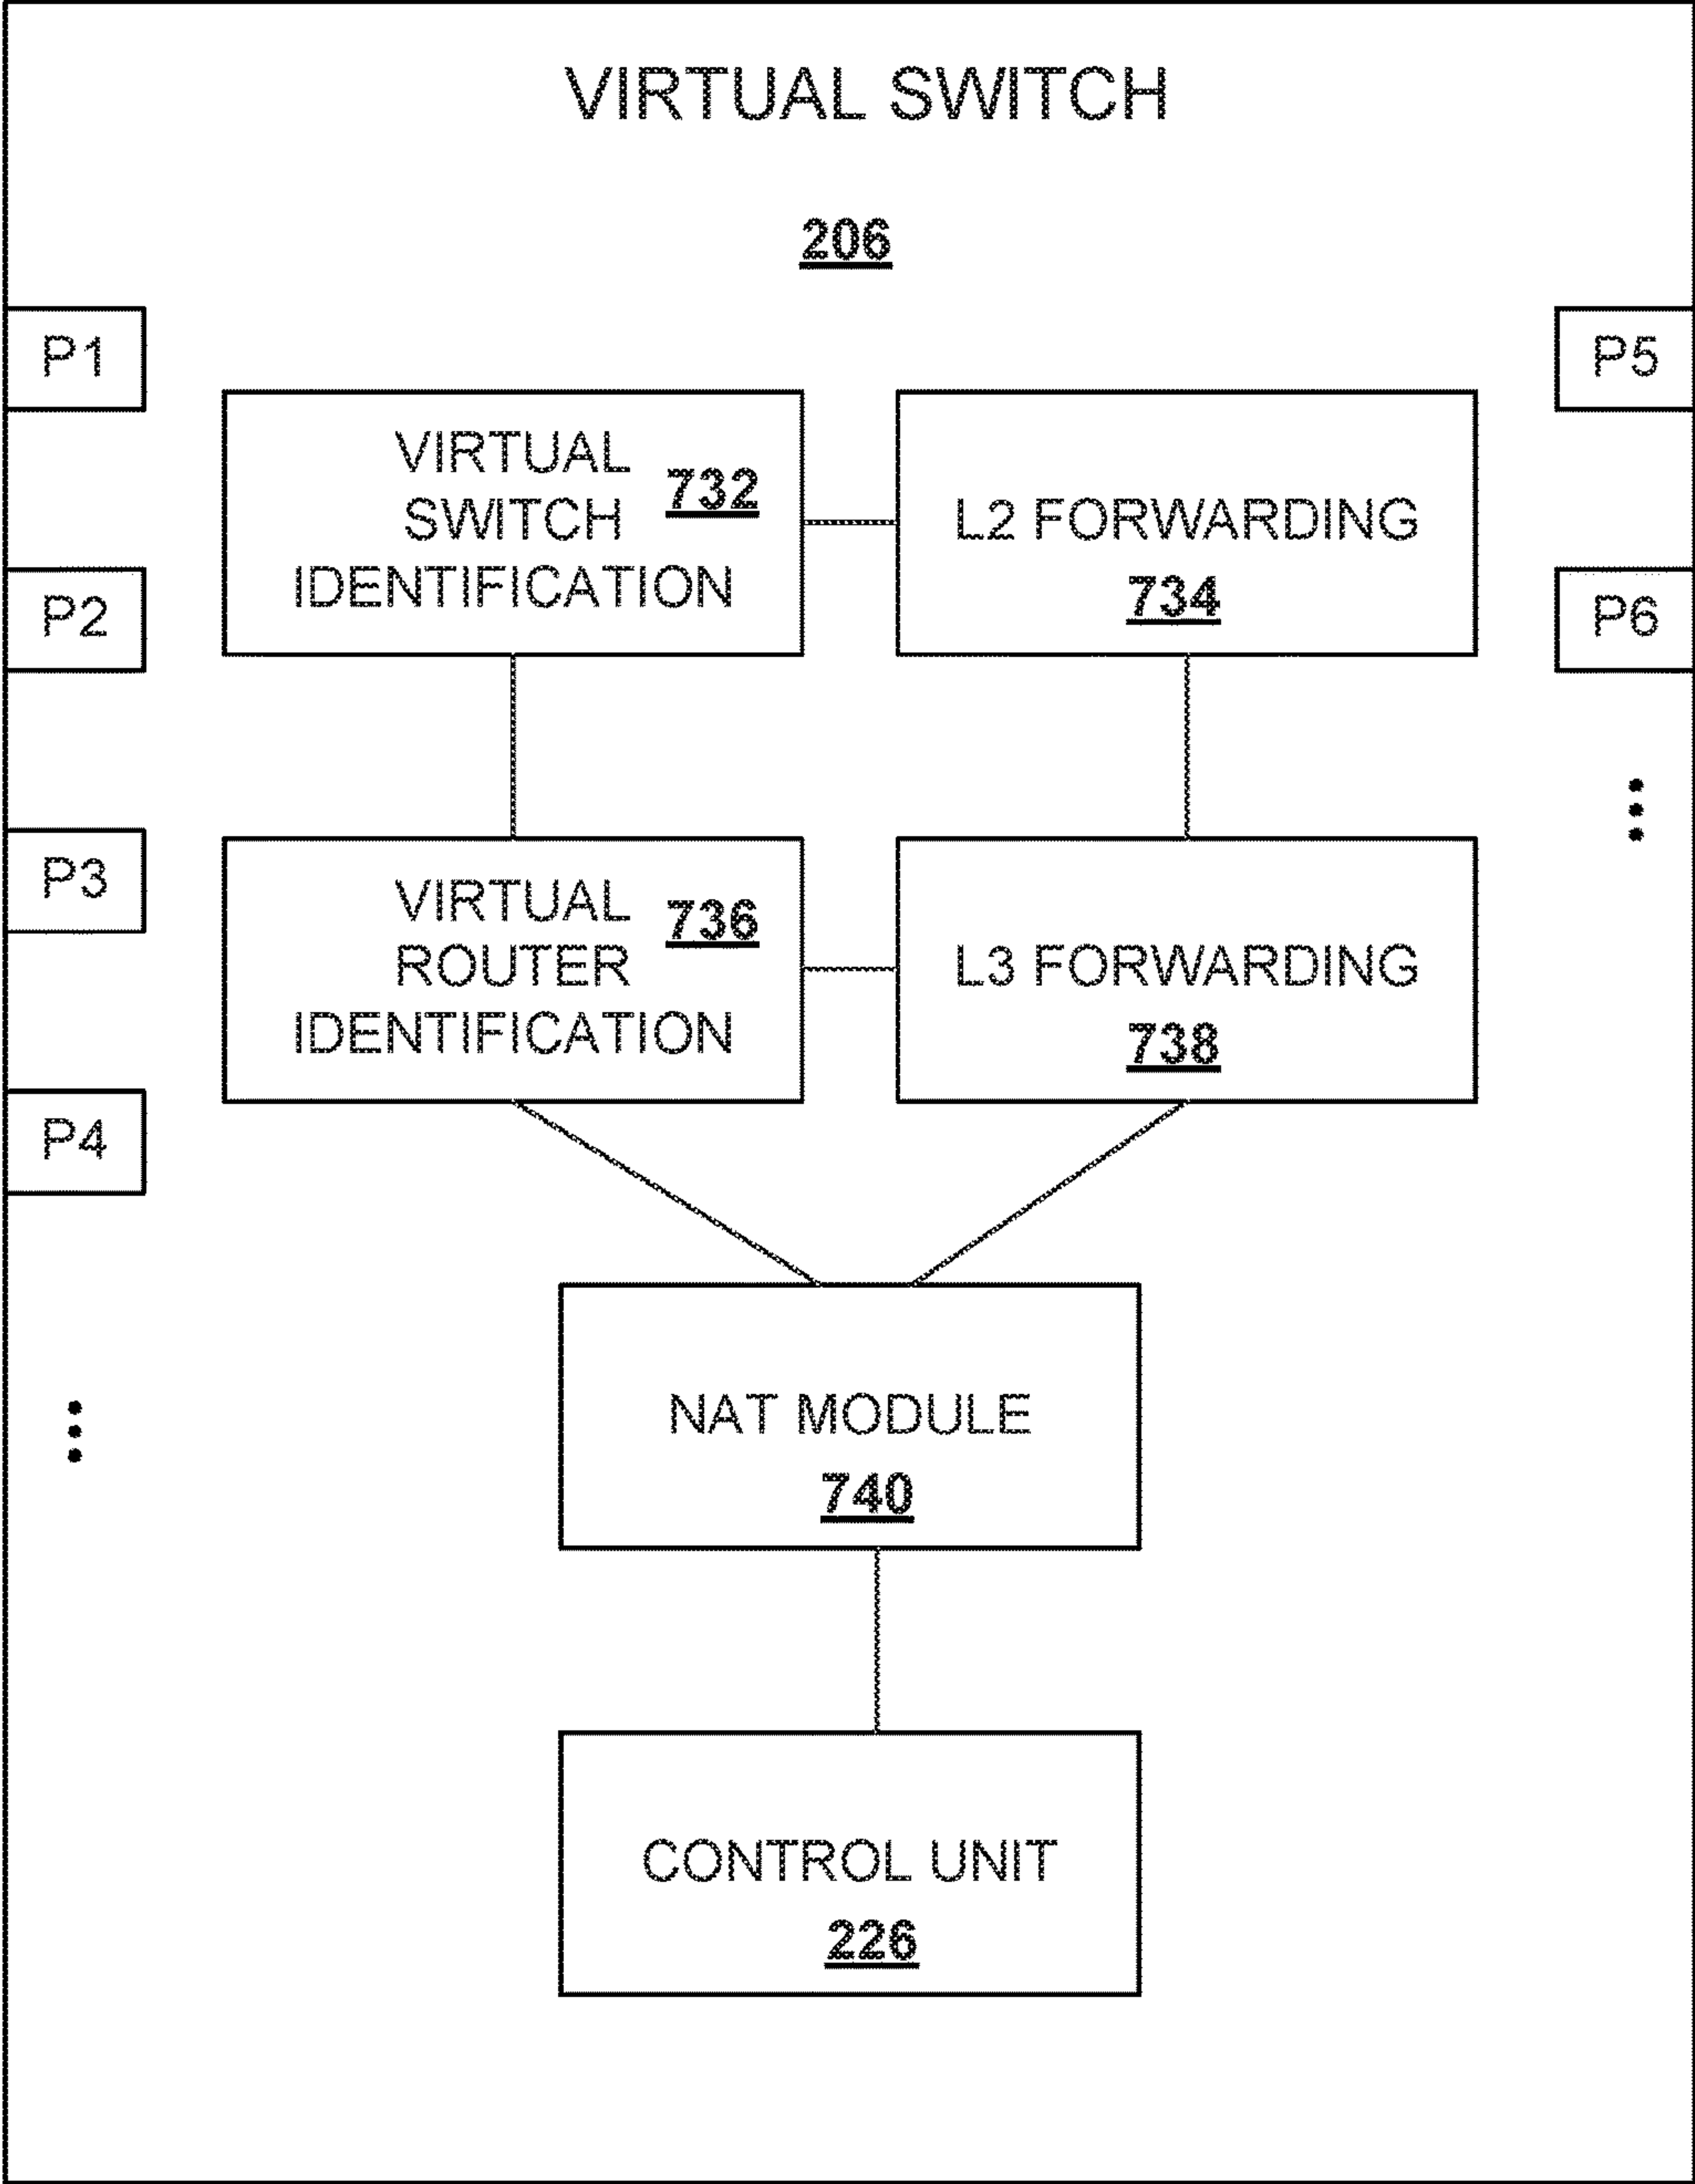 VIRTUAL SWITCH
206
P1
P5
VIRTUAL
SWITCH
IDENTIFICATION
732
L2 FORWARDING
734
P2
P6
P3
VIRTUAL
ROUTER
IDENTIFICATION
736
L3 FORWARDING
738
P4
NAT MODULE
740
CONTROL UNIT
226